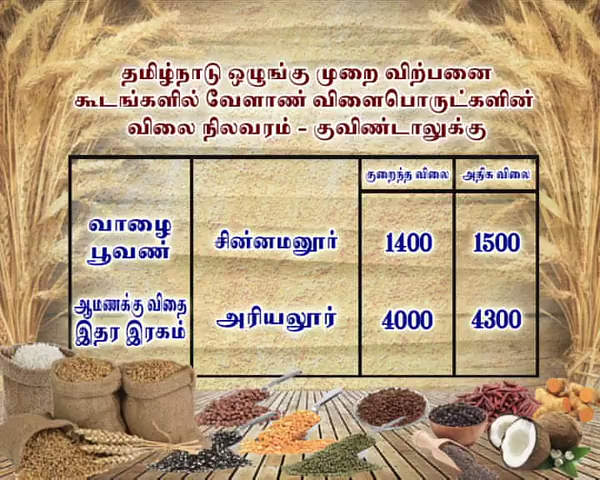 தமிழ்நாடு ஒழுங்கு முறை விற்பனை
கூடங்களில் வேளாண் விளைபொருட்களின்
விலை நிலவரம் - குவிண்டாலுக்கு
குறைந்த விலை அதிக விலை
வாழை
பூவண் சின்னமனூர் 1400 1500
ஆமணக்கு விதை
இதர இரகம் அரியலூர் 4000 4300